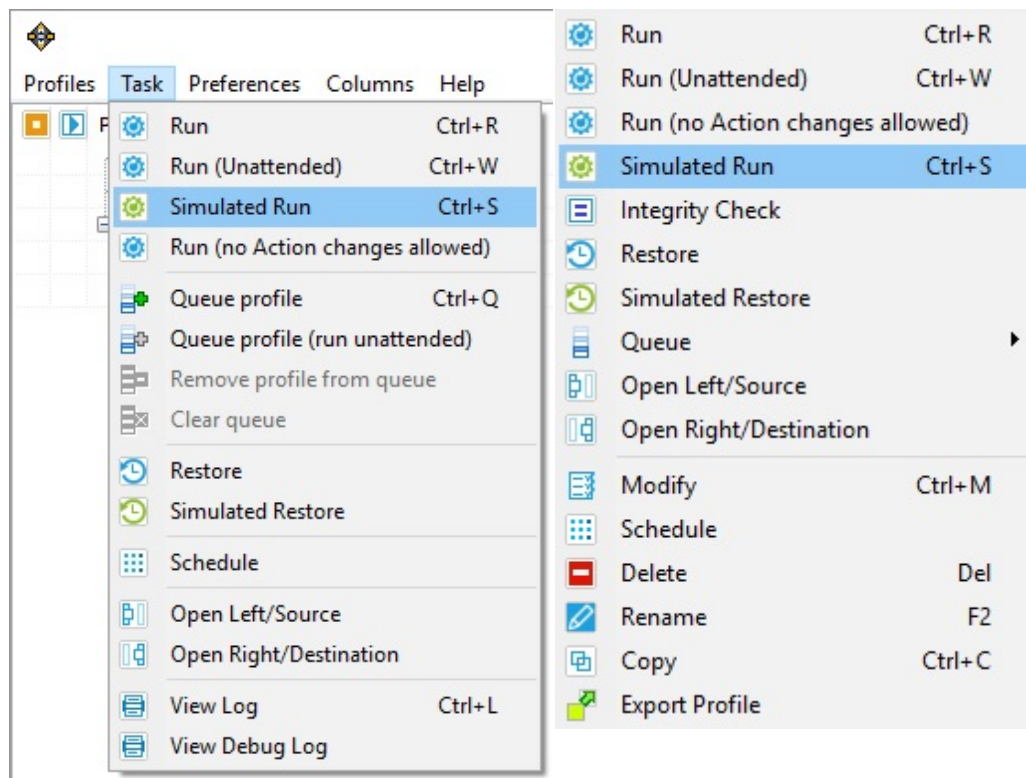 Profiles Task Preferences Columns Help
P
Run Ctrl+R
Run (Unattended) Ctrl+W
Simulated Run Ctrl+S
Run (no Action changes allowed)
Queue profile Ctrl+Q
Queue profile (run unattended)
Remove profile from queue
Clear queue
Restore
Simulated Restore
Schedule
Open Left/Source
Open Right/Destination
View Log Ctrl+L
View Debug Log
Run Ctrl+R
Run (Unattended) Ctrl+W
Run (no Action changes allowed)
Simulated Run Ctrl+S
Integrity Check
Restore
Simulated Restore
Queue
Open Left/Source
Open Right/Destination
Modify Ctrl+M
Schedule
Delete Del
Rename F2
Copy Ctrl+C
Export Profile